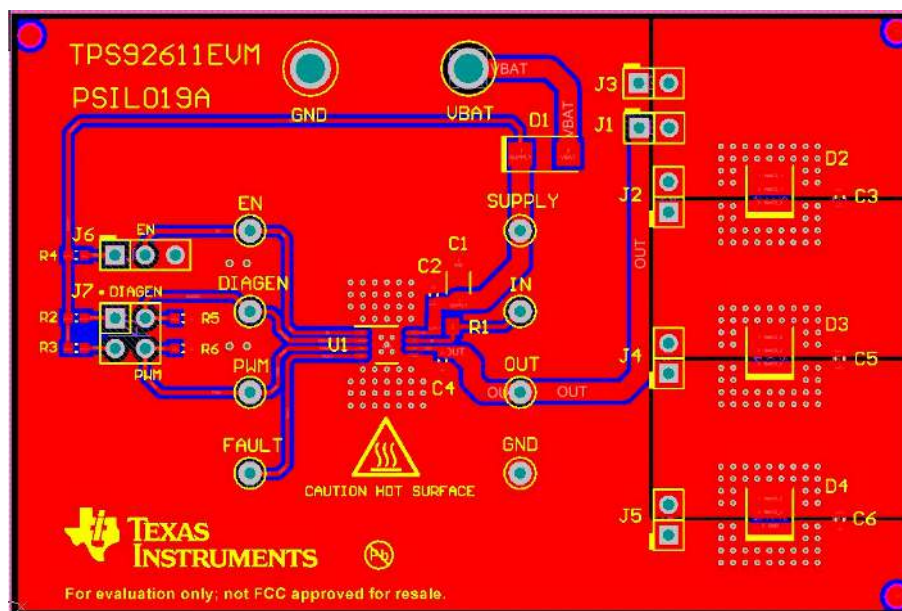 TPS92611EVM
PSIL019A
GND
VBAT
VBAT
VBAT
D1
J3
J1
J2
D2
C3
EN
SUPPLY
J6
EN
R4
C1
C2
DIAGEN
IN
J7
DIAGEN
R2
R5
R1
R3
R6
U1
OUT
D3
J4
C5
PWM
PWM
OUT
C4
OUT
FAULT
GND
CAUTION HOT SURFACE
D4
J5
C6
TEXAS
INSTRUMENTS
Pb
For evaluation only; not FCC approved for resale.